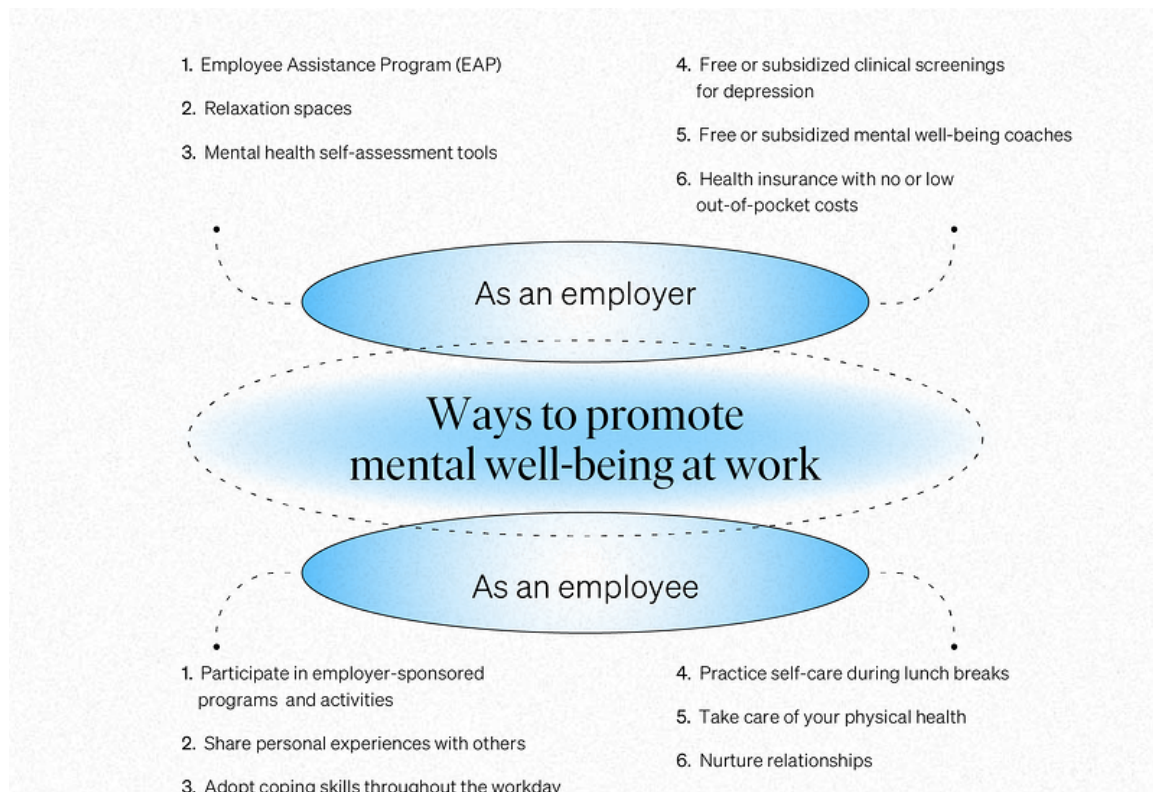 1. Employee Assistance Program (EAP)
2. Relaxation spaces
3. Mental health self-assessment tools
4. Free or subsidized clinical screenings
for depression
5. Free or subsidized mental well-being coaches
6. Health insurance with no or low
out-of-pocket costs
As an employer
Ways to promote
mental well-being at work
As an employee
1. Participate in employer-sponsored
programs and activities
2. Share personal experiences with others
3. Adopt coping skills throughout the workday
4. Practice self-care during lunch breaks
5. Take care of your physical health
6. Nurture relationships